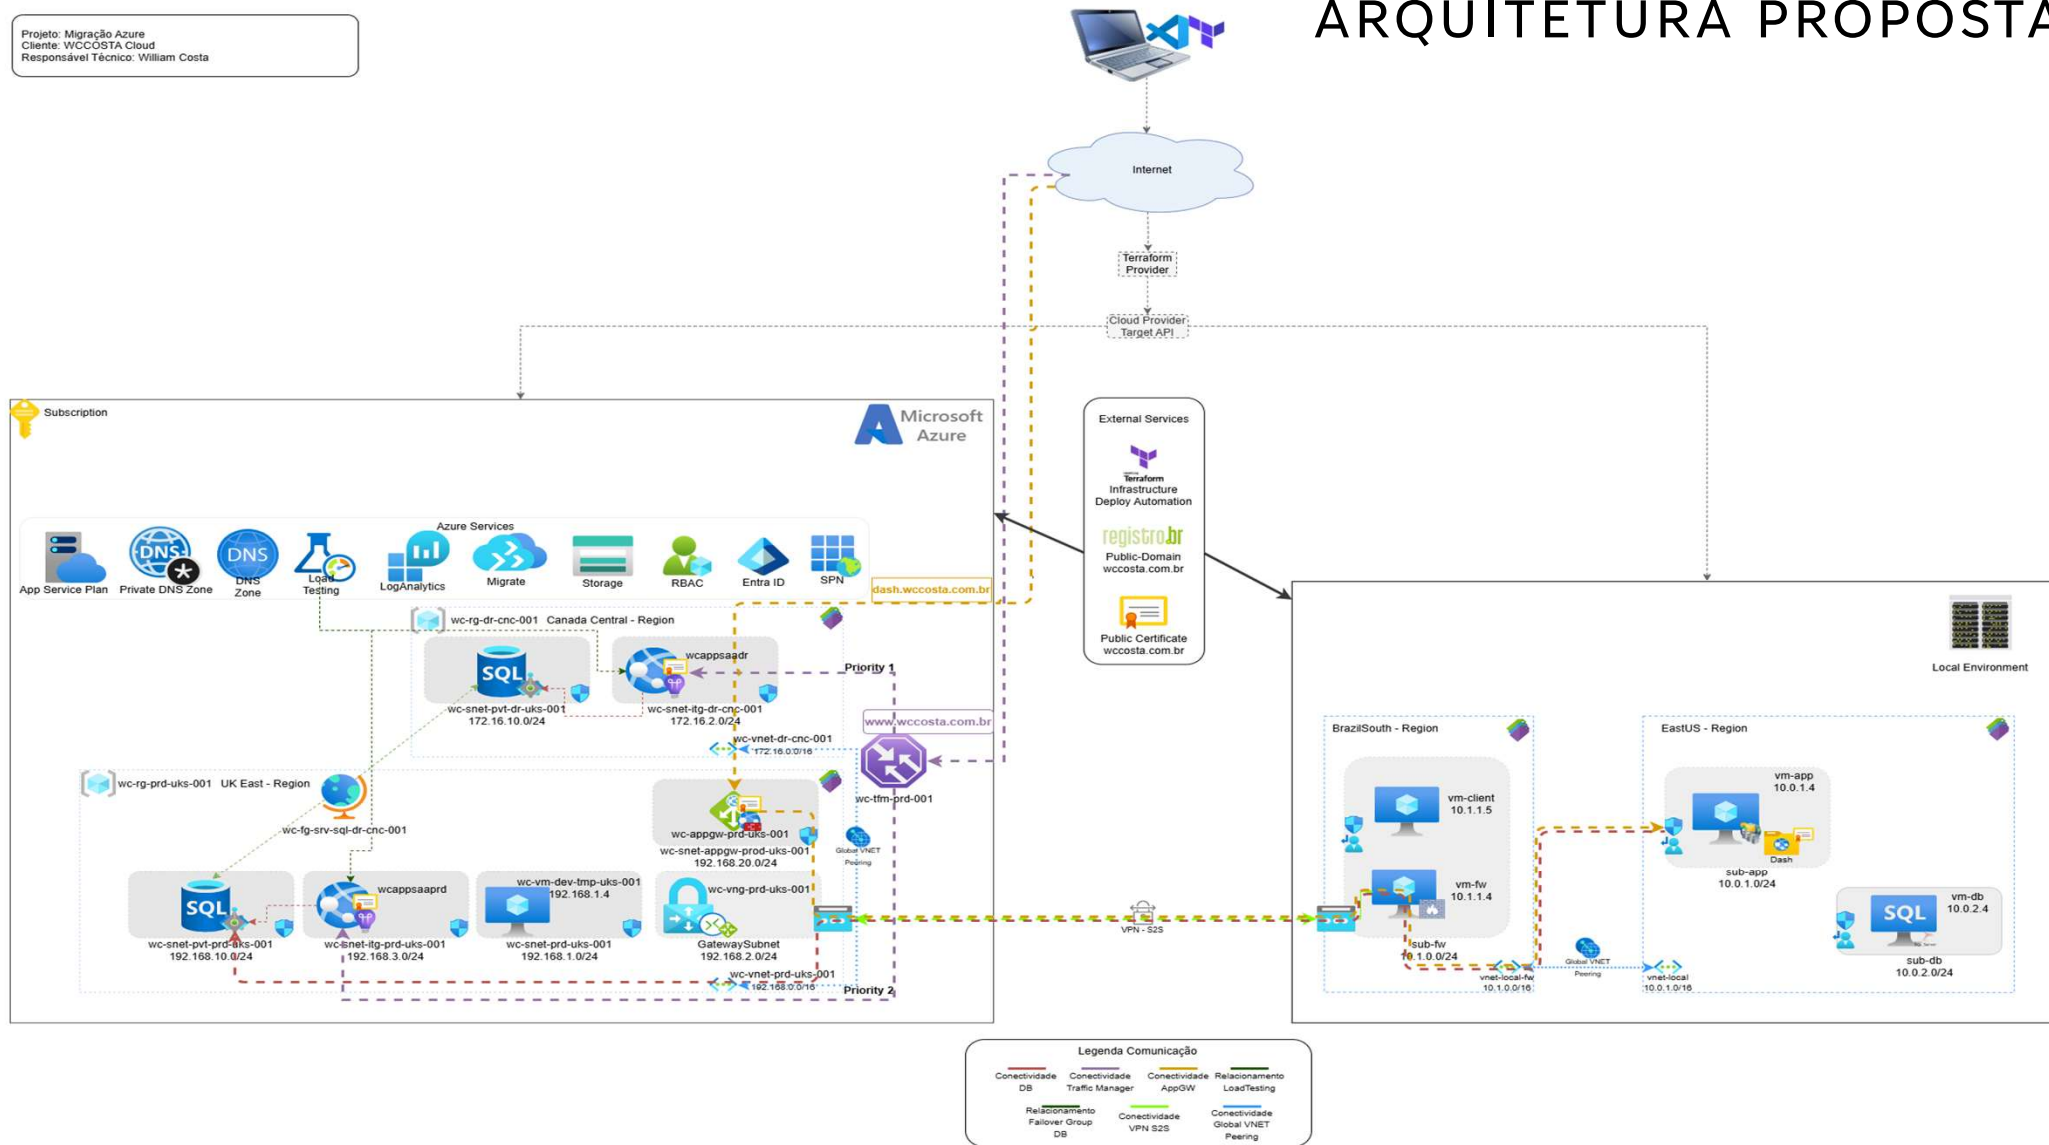 ARQUITETURA PROPOSTA
Projeto: Migração Azure
Cliente: WCCOSTA Cloud
Responsável Técnico: William Costa
Internet
Terraform
Provider
Cloud Provider
Target API
Subscription
Microsoft
Azure
External Services
Terraform
Infrastructure
Deploy Automation
registro.br
Public-Domain
wccosta.com.br
Public Certificate
wccosta.com.br
Azure Services
App Service Plan
DNS
Private DNS Zone
DNS
DNS
Zone
Load
Testing
LogAnalytics
Migrate
Storage
RBAC
Entra ID
SPN
dash.wccosta.com.br
wc-rg-dr-cnc-001 Canada Central - Region
SQL
wcappsaadr
wc-snet-pvt-dr-uks-001
172.16.10.0/24
wc-snet-itg-dr-cnc-001
172.16.2.0/24
Priority 1
www.wccosta.com.br
wc-vnet-dr-cnc-001
172.16.0.0/16
wc-tfm-prd-001
wc-rg-prd-uks-001 UK East - Region
wc-fg-srv-sql-dr-cnc-001
wc-appgw-prd-uks-001
wc-snet-appgw-prod-uks-001
192.168.20.0/24
Global VNET
Peering
SQL
wcappsaaprd
wc-vm-dev-tmp-uks-001
192.168.1.4
wc-vng-prd-uks-001
wc-snet-pvt-prd-uks-001
192.168.10.0/24
wc-snet-itg-prd-uks-001
192.168.3.0/24
wc-snet-prd-uks-001
192.168.1.0/24
GatewaySubnet
192.168.2.0/24
wc-vnet-prd-uks-001
192.168.0.0/16
Priority 2
VPN - S2S
Local Environment
BrazilSouth - Region
vm-client
10.1.1.5
vm-fw
10.1.1.4
sub-fw
10.1.0.0/24
vnet-local-fw
10.1.0.0/16
Global VNET
Peering
EastUS - Region
vm-app
10.0.1.4
Dash
sub-app
10.0.1.0/24
SQL
vm-db
10.0.2.4
sub-db
10.0.2.0/24
vnet-local
10.0.1.0/16
Legenda Comunicação
Conectividade
DB
Conectividade
Traffic Manager
Conectividade
AppGW
Relacionamento
LoadTesting
Relacionamento
Failover Group
DB
Conectividade
VPN S2S
Conectividade
Global VNET
Peering